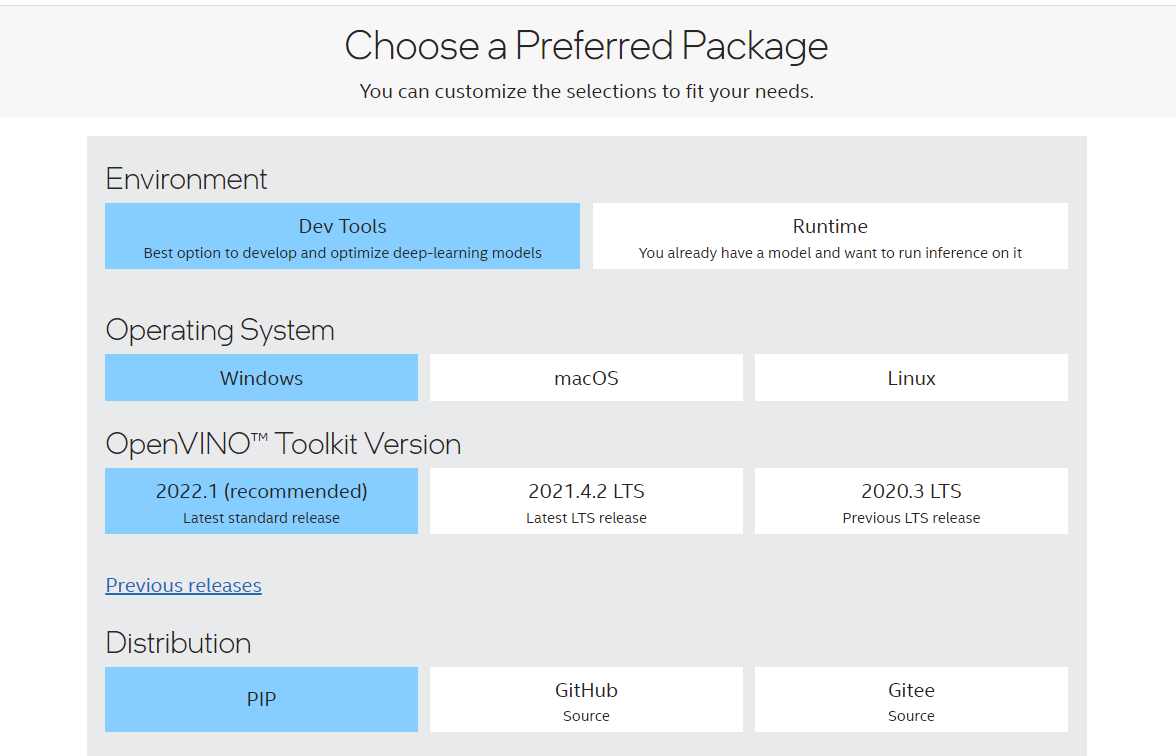 Choose a Preferred Package
You can customize the selections to fit your needs.
Environment
Dev Tools
Best option to develop and optimize deep-learning models
Runtime
You already have a model and want to run inference on it
Operating System
Windows
macOS
Linux
OpenVINO™ Toolkit Version
2022.1 (recommended)
Latest standard release
2021.4.2 LTS
Latest LTS release
2020.3 LTS
Previous LTS release
Previous releases
Distribution
PIP
GitHub
Source
Gitee
Source